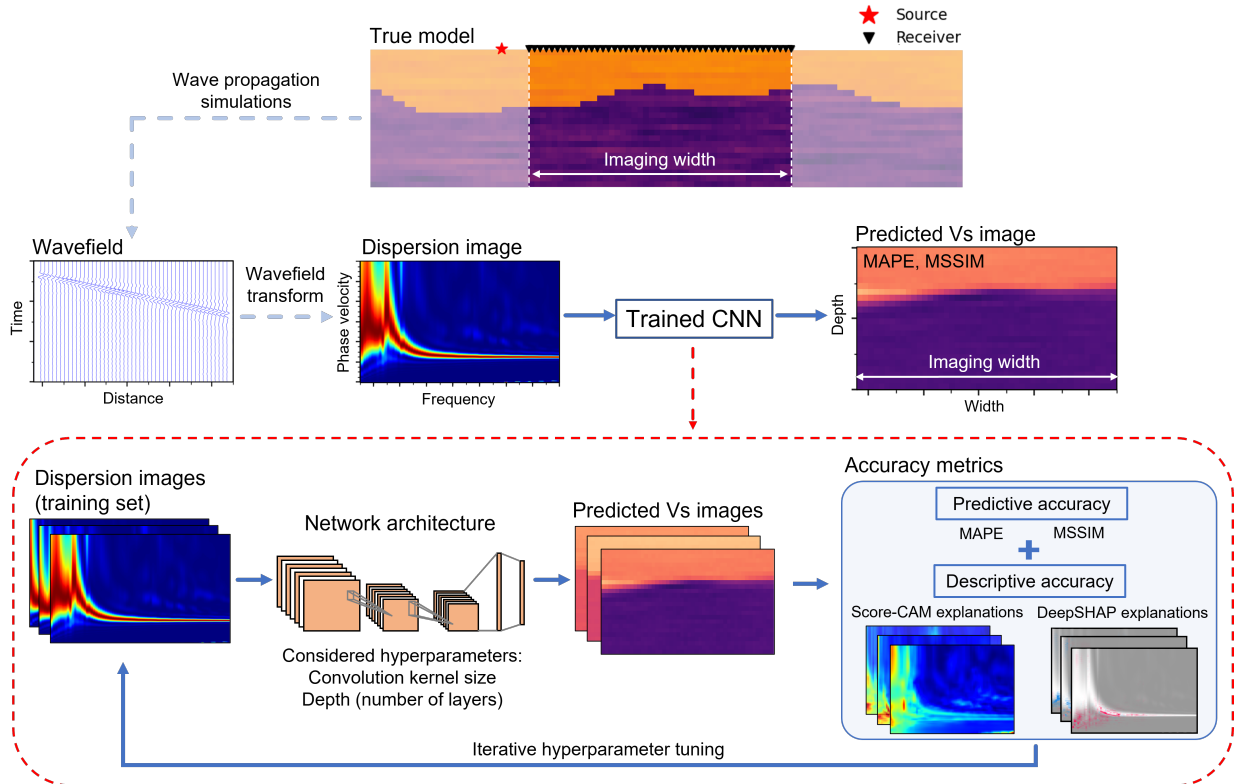 Source
Receiver
True model
Wave propagation
simulations
Imaging width
Wavefield
Time
Distance
Wavefield
transform
Dispersion image
Phase velocity
Frequency
Trained CNN
Predicted Vs image
MAPE, MSSIM
Depth
Imaging width
Width
Dispersion images
(training set)
Network architecture
Considered hyperparameters:
Convolution kernel size
Depth (number of layers)
Predicted Vs images
Accuracy metrics
Predictive accuracy
MAPE MSSIM
Descriptive accuracy
Score-CAM explanations DeepSHAP explanations
Iterative hyperparameter tuning